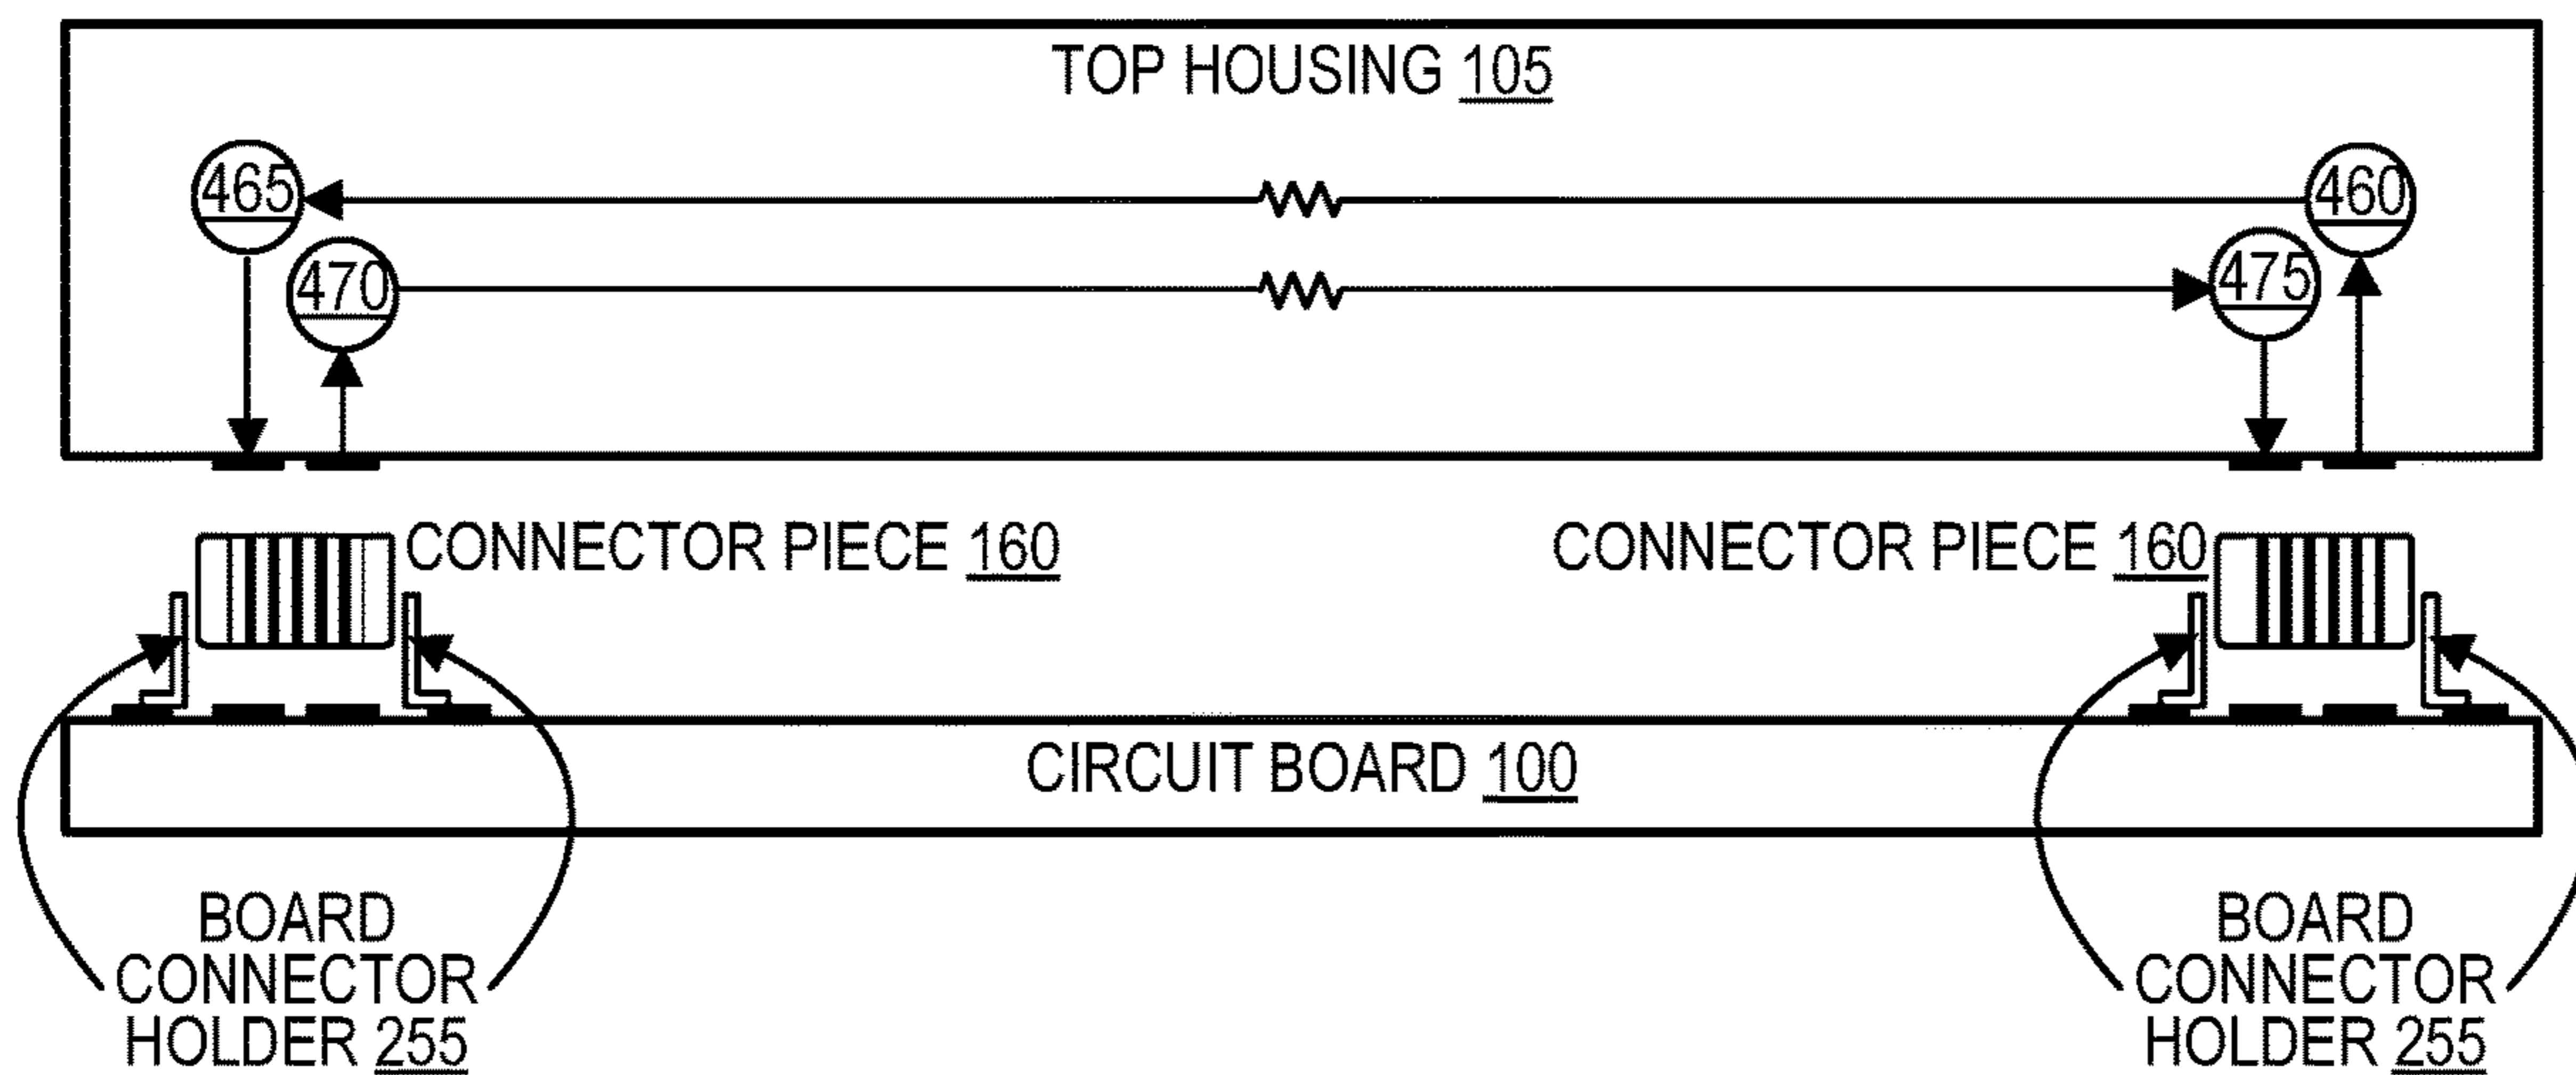 TOP HOUSING 105
465
460
470
475
CONNECTOR PIECE 160
CONNECTOR PIECE 160
CIRCUIT BOARD 100
BOARD
CONNECTOR
HOLDER 255
BOARD
CONNECTOR
HOLDER 255